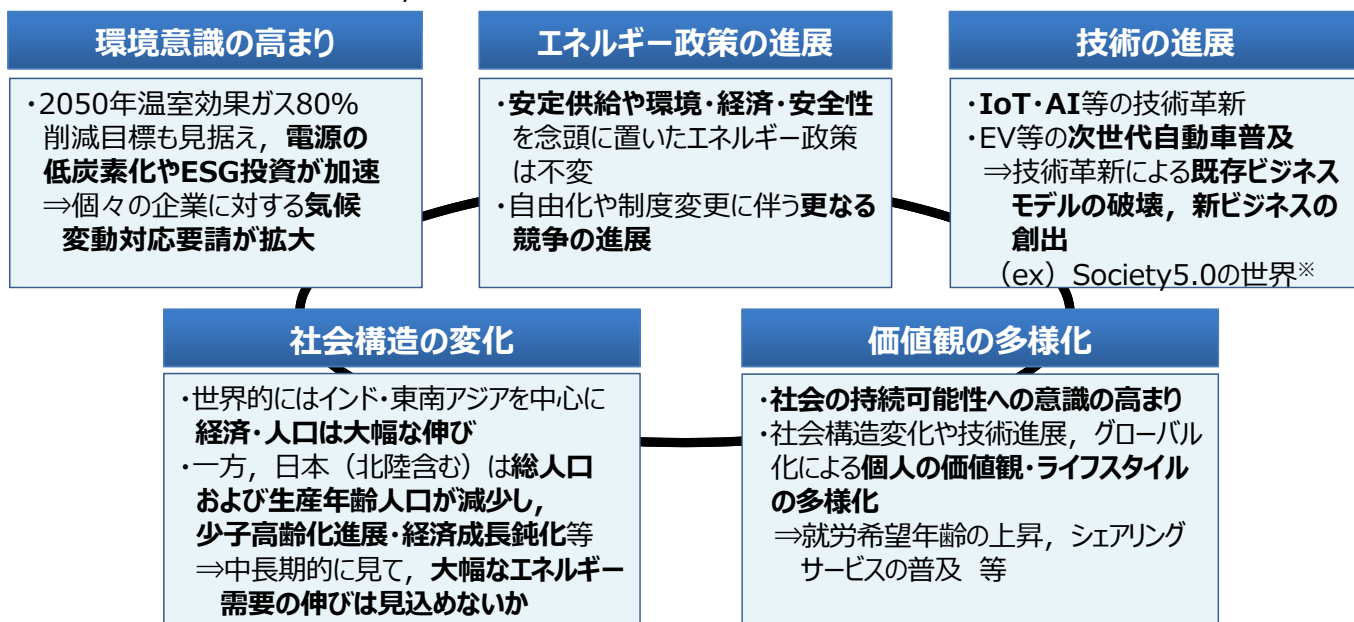 環境意識の高まり
・2050年温室効果ガス80%
削減目標も見据え，電源の
低炭素化やESG投資が加速
⇒個々の企業に対する気候
変動対応要請が拡大
エネルギー政策の進展
・安定供給や環境・経済・安全性
を念頭に置いたエネルギー政策
は不変
・自由化や制度変更に伴う更なる
競争の進展
技術の進展
・IoT・AI等の技術革新
・EV等の次世代自動車普及
⇒技術革新による既存ビジネス
モデルの破壊，新ビジネスの
創出
（ex）Society5.0の世界※
社会構造の変化
・世界的にはインド・東南アジアを中心に
経済・人口は大幅な伸び
・一方，日本（北陸含む）は総人口
および生産年齢人口が減少し，
少子高齢化進展・経済成長鈍化等
⇒中長期的に見て，大幅なエネルギー
需要の伸びは見込めないか
価値観の多様化
・社会の持続可能性への意識の高まり
・社会構造変化や技術進展，グローバル
化による個人の価値観・ライフスタイル
の多様化
⇒就労希望年齢の上昇，シェアリング
サービスの普及 等